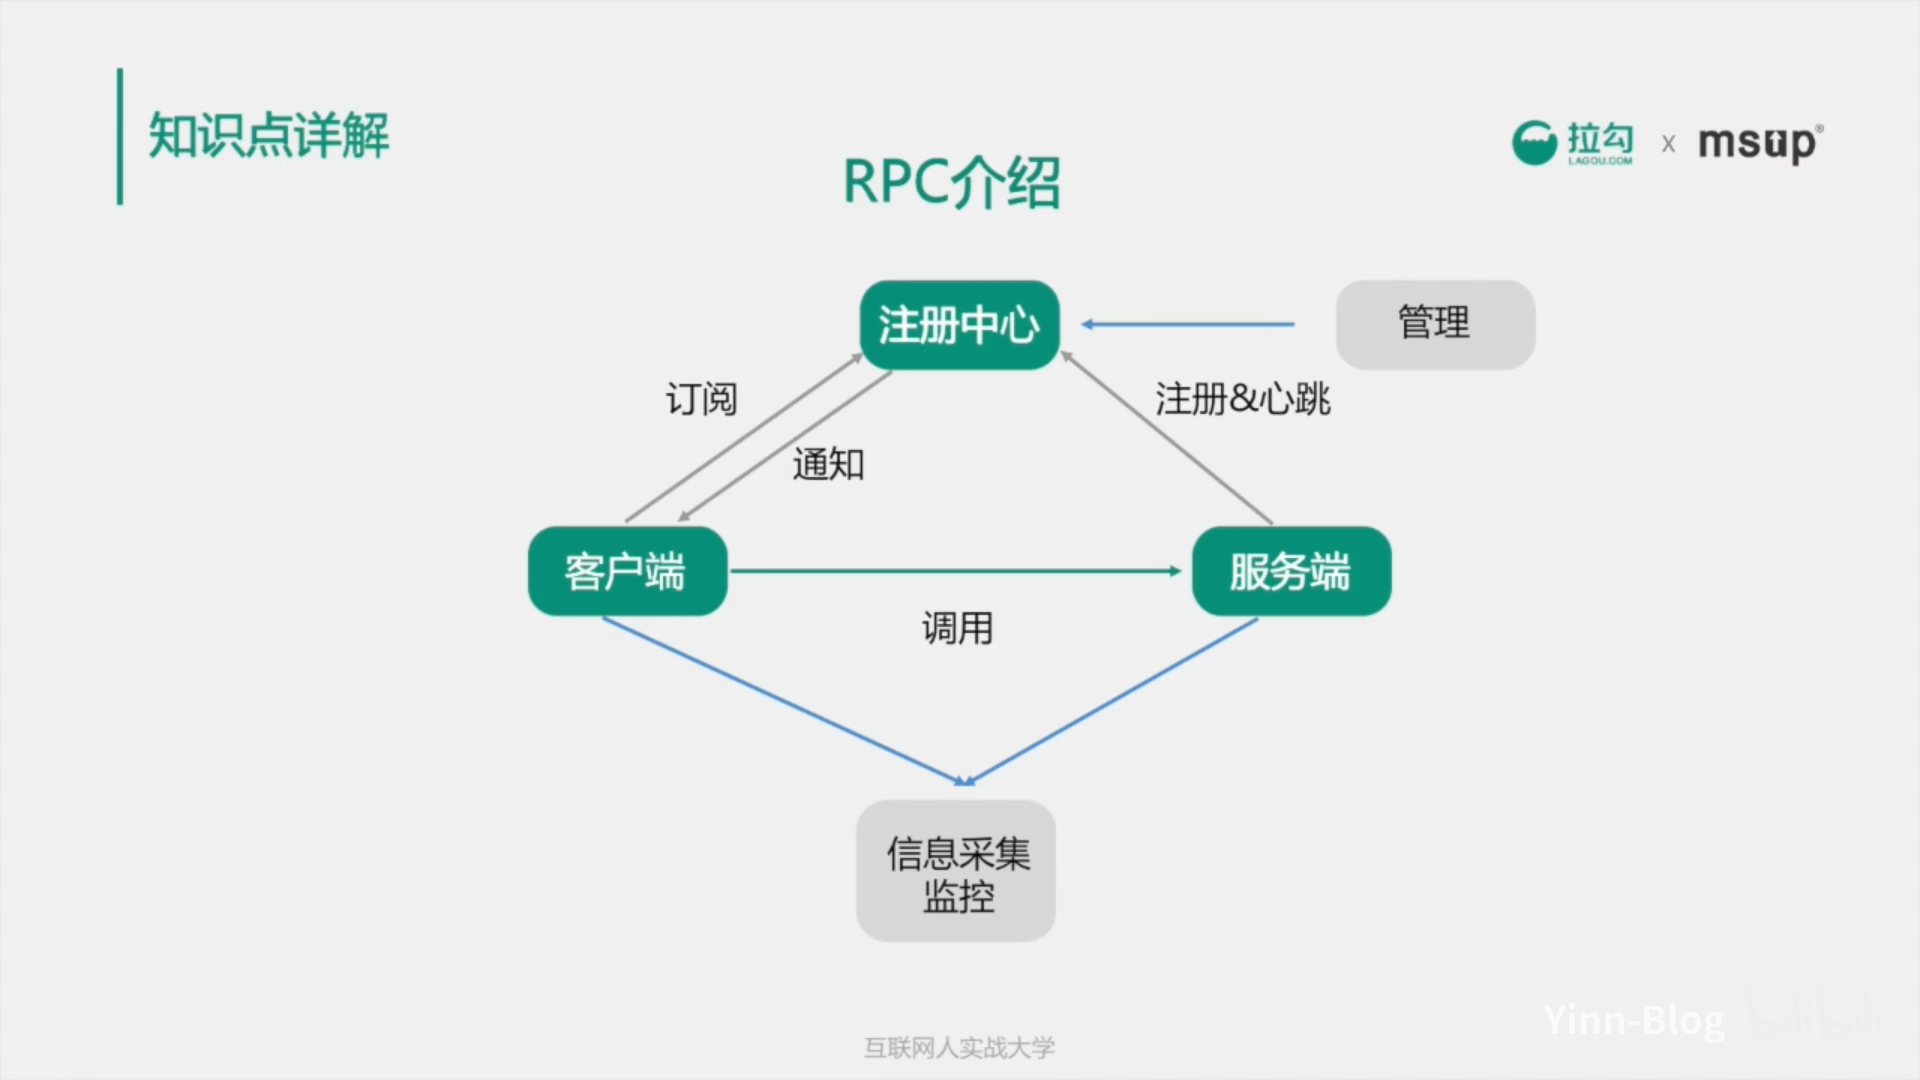 知识点详解
拉勾
LAGOU.COM
x
msup®
RPC介绍
注册中心
管理
订阅
注册&心跳
通知
客户端
服务端
调用
信息采集
监控
Yinn-Blog
bilibili
互联网人实战大学